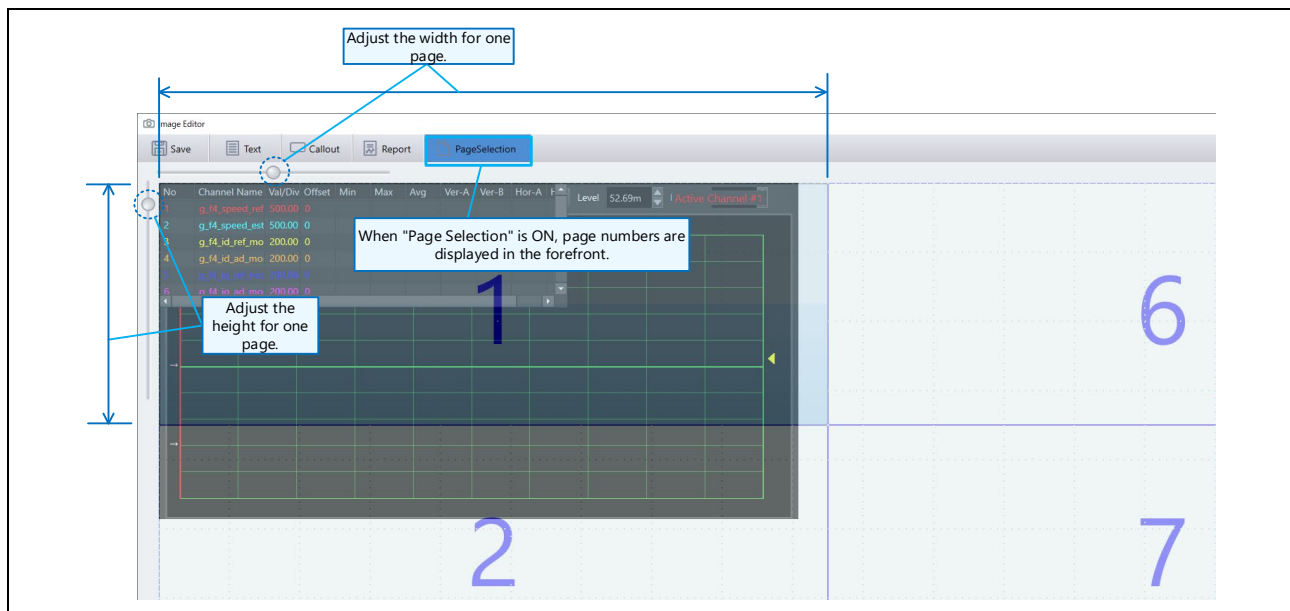 Adjust the width for one
page.
mage Editor
Save Text Callout Report PageSelection
No Channel Name Val/Div Offset Min Max Avg Ver-A Ver-B Hor-A H
Level 52.69m Active Channel #1
1 g_f4_speed_ref 500.00 0
2 g_f4_speed_est 500.00 0
When "Page Selection" is ON, page numbers are
displayed in the forefront.
3 g_f4_id_ref_mo 200.00 0
4 g_f4_id_ad_mo 200.00 0
6 g_f4_iq_ad_mo 200.00 0
Adjust the
height for one
page.
1
6
2
7